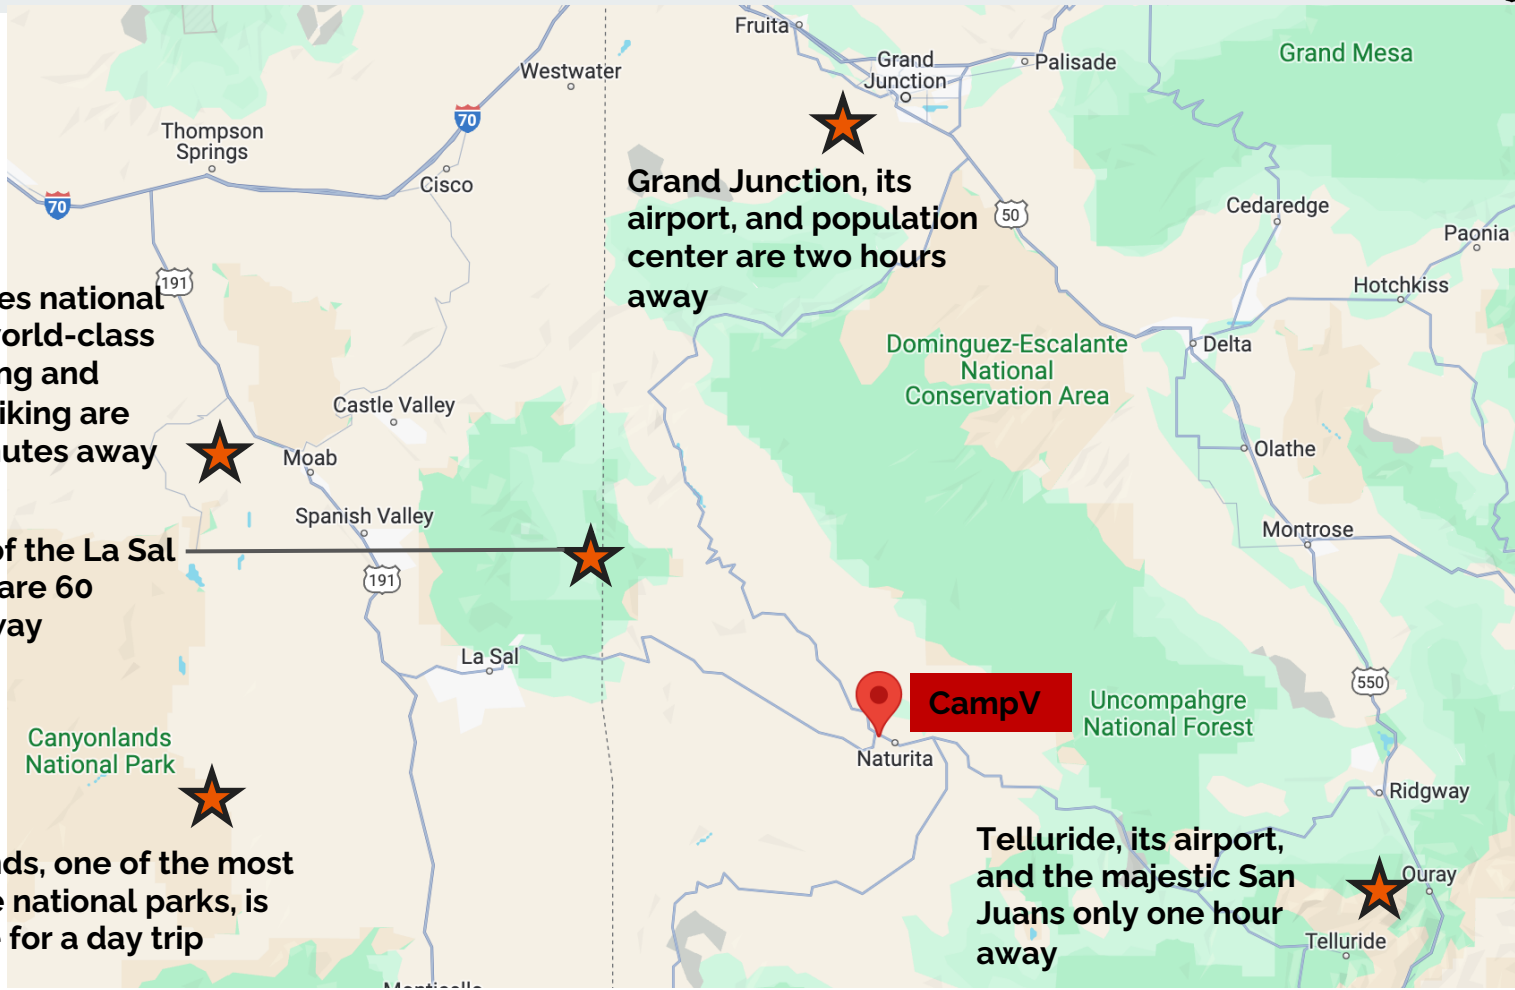 Fruita
Grand
Junction
Palisade
Grand Mesa
Westwater
70
Thompson
Springs
Cisco
70
Grand Junction, its
airport, and population
center are two hours
away
50
Cedaredge
Paonia
Hotchkiss
191
es national
orld-class
ng and
iking are
utes away
Dominguez-Escalante
National
Conservation Area
Delta
Castle Valley
Moab
Olathe
Spanish Valley
Montrose
of the La Sal
are 60
way
191
La Sal
CampV
Naturita
Uncompahgre
National Forest
550
Canyonlands
National Park
Ridgway
Telluride, its airport,
and the majestic San
Juans only one hour
away
Ouray
Telluride
nds, one of the most
e national parks, is
for a day trip
Monticello